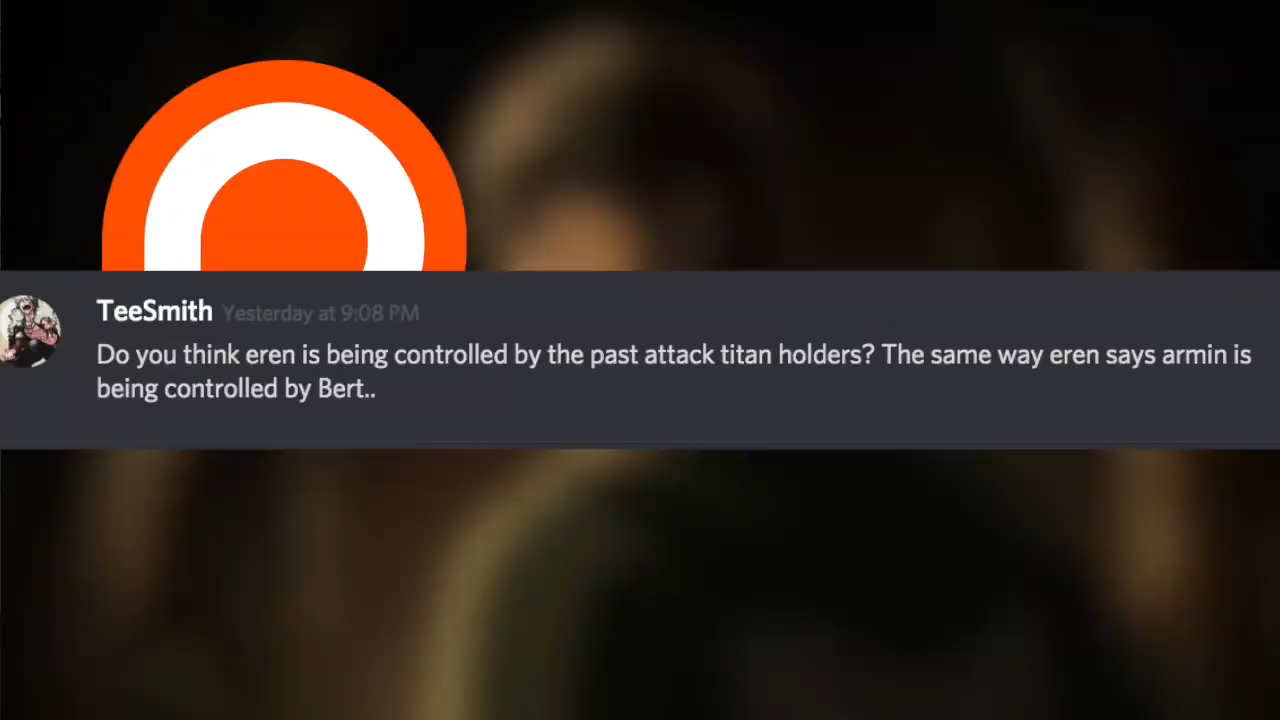 TeeSmith Yesterday at 9:08 PM
Do you think eren is being controlled by the past attack titan holders? The same way eren says armin is
being controlled by Bert..